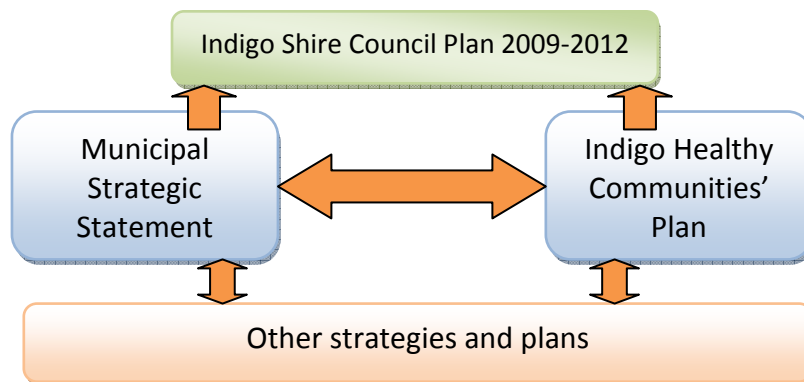 Indigo Shire Council Plan 2009-2012
Municipal
Strategic
Statement
Indigo Healthy
Communities’
Plan
Other strategies and plans